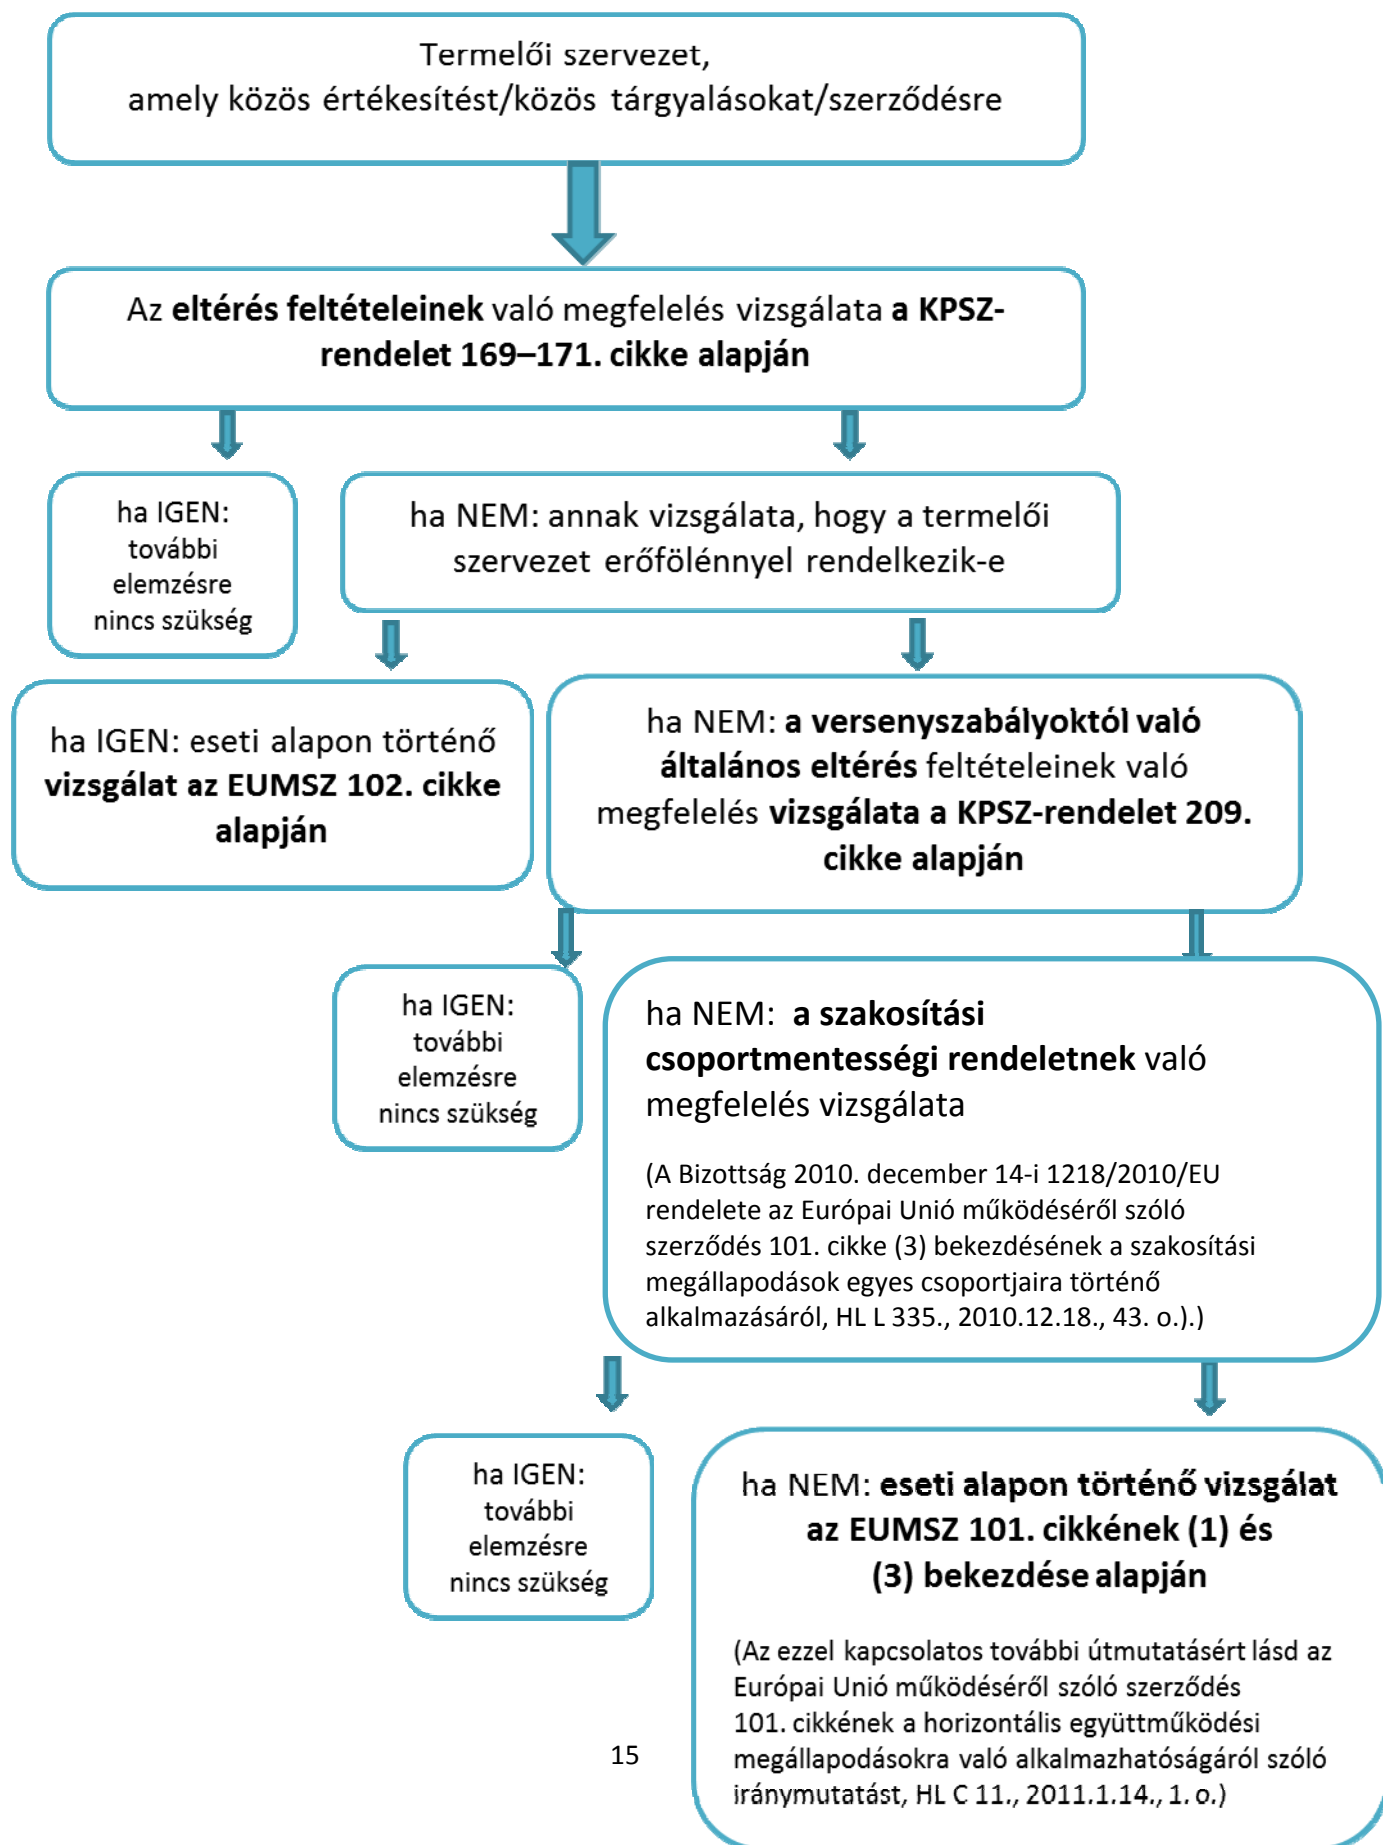 Termelői szervezet,
amely közös értékesítést/közös tárgyalásokat/szerződésre
Az eltérés feltételeinek való megfelelés vizsgálata a KPSZ-
rendelet 169–171. cikke alapján
ha IGEN:
további
elemzésre
nincs szükség
ha NEM: annak vizsgálata, hogy a termelői
szervezet erőfölénnyel rendelkezik-e
ha IGEN: eseti alapon történő
vizsgálat az EUMSZ 102. cikke
alapján
ha NEM: a versenyszabályoktól való
általános eltérés feltételeinek való
megfelelés vizsgálata a KPSZ-rendelet 209.
cikke alapján
ha IGEN:
további
elemzésre
nincs szükség
ha NEM: a szakosítási
csoportmentességi rendeletnek való
megfelelés vizsgálata
(A Bizottság 2010. december 14-i 1218/2010/EU
rendelete az Európai Unió működéséről szóló
szerződés 101. cikke (3) bekezdésének a szakosítási
megállapodások egyes csoportjaira történő
alkalmazásáról, HL L 335., 2010.12.18., 43. o.).)
ha IGEN:
további
elemzésre
nincs szükség
ha NEM: eseti alapon történő vizsgálat
az EUMSZ 101. cikkének (1) és
(3) bekezdése alapján
(Az ezzel kapcsolatos további útmutatásért lásd az
Európai Unió működéséről szóló szerződés
101. cikkének a horizontális együttműködési
megállapodásokra való alkalmazhatóságáról szóló
iránymutatást, HL C 11., 2011.1.14., 1. o.)
15